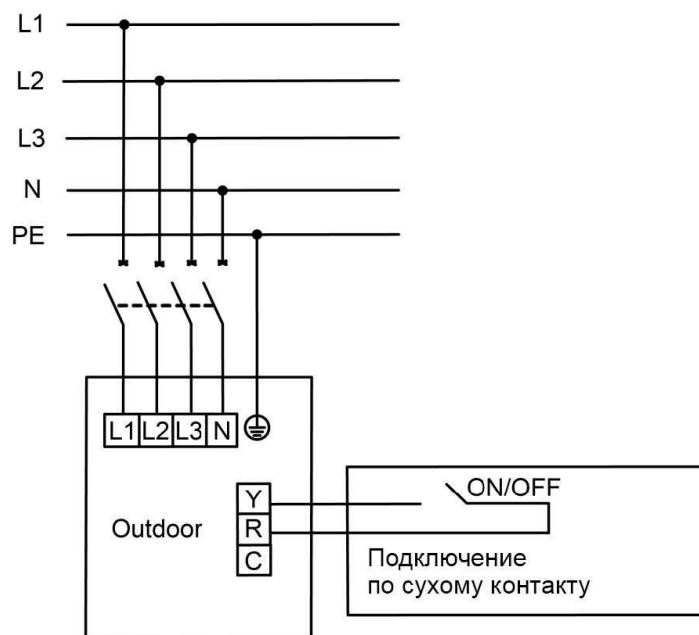 L1
L2
L3
N
PE
L1 L2 L3 N
Y
ON/OFF
Outdoor
R
C
Подключение
по сухому контакту